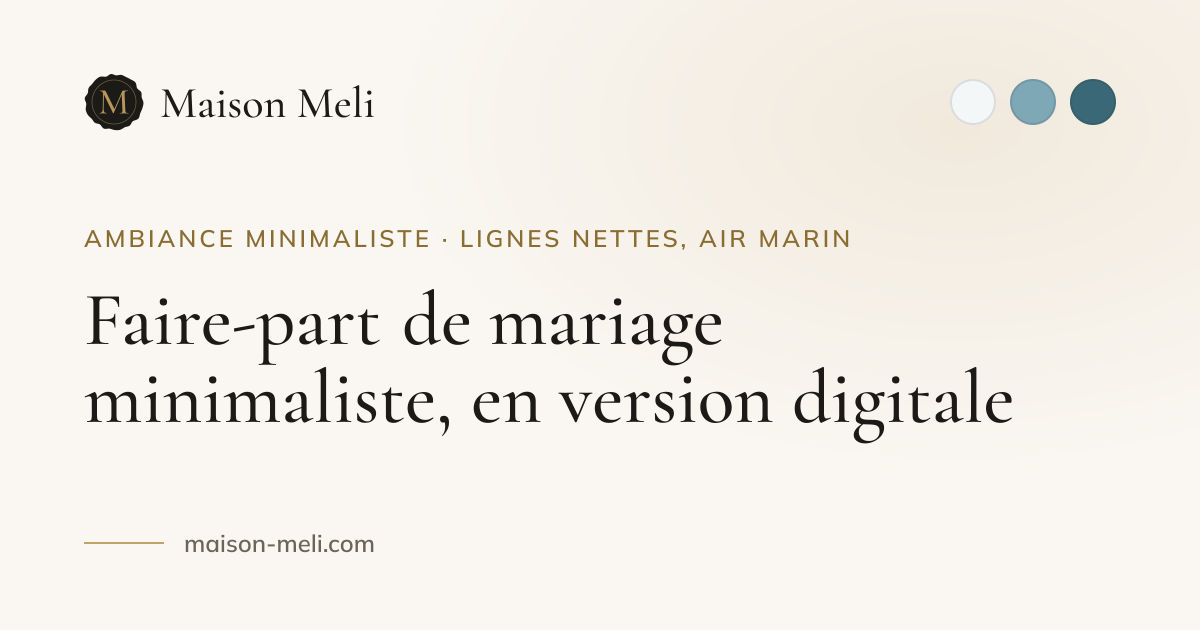 M
Maison Meli
AMBIANCE MINIMALISTE · LIGNES NETTES, AIR MARIN
Faire-part de mariage
minimaliste, en version digitale
maison-meli.com